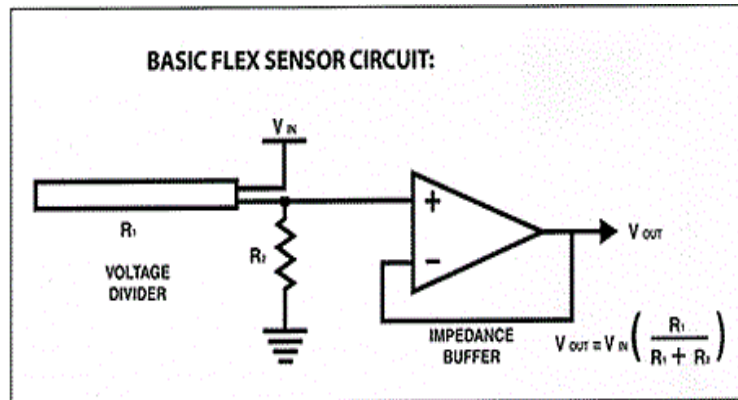 BASIC FLEX SENSOR CIRCUIT:
V IN
R1
R2
+
−
V OUT
VOLTAGE
DIVIDER
IMPEDANCE
BUFFER
V OUT = V IN ( R1 / R1 + R2 )